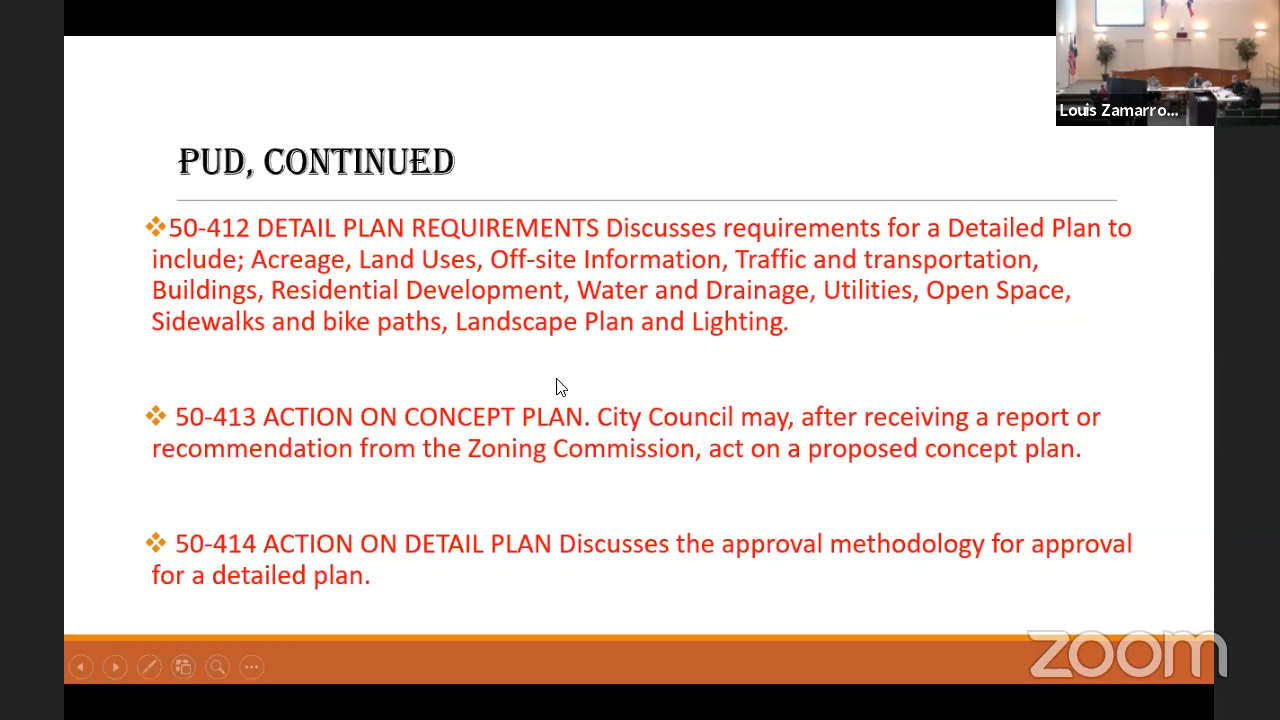 Louis Zamarro...
PUD, CONTINUED
50-412 DETAIL PLAN REQUIREMENTS Discusses requirements for a Detailed Plan to
include; Acreage, Land Uses, Off-site Information, Traffic and transportation,
Buildings, Residential Development, Water and Drainage, Utilities, Open Space,
Sidewalks and bike paths, Landscape Plan and Lighting.
50-413 ACTION ON CONCEPT PLAN. City Council may, after receiving a report or
recommendation from the Zoning Commission, act on a proposed concept plan.
50-414 ACTION ON DETAIL PLAN Discusses the approval methodology for approval
for a detailed plan.
zoom